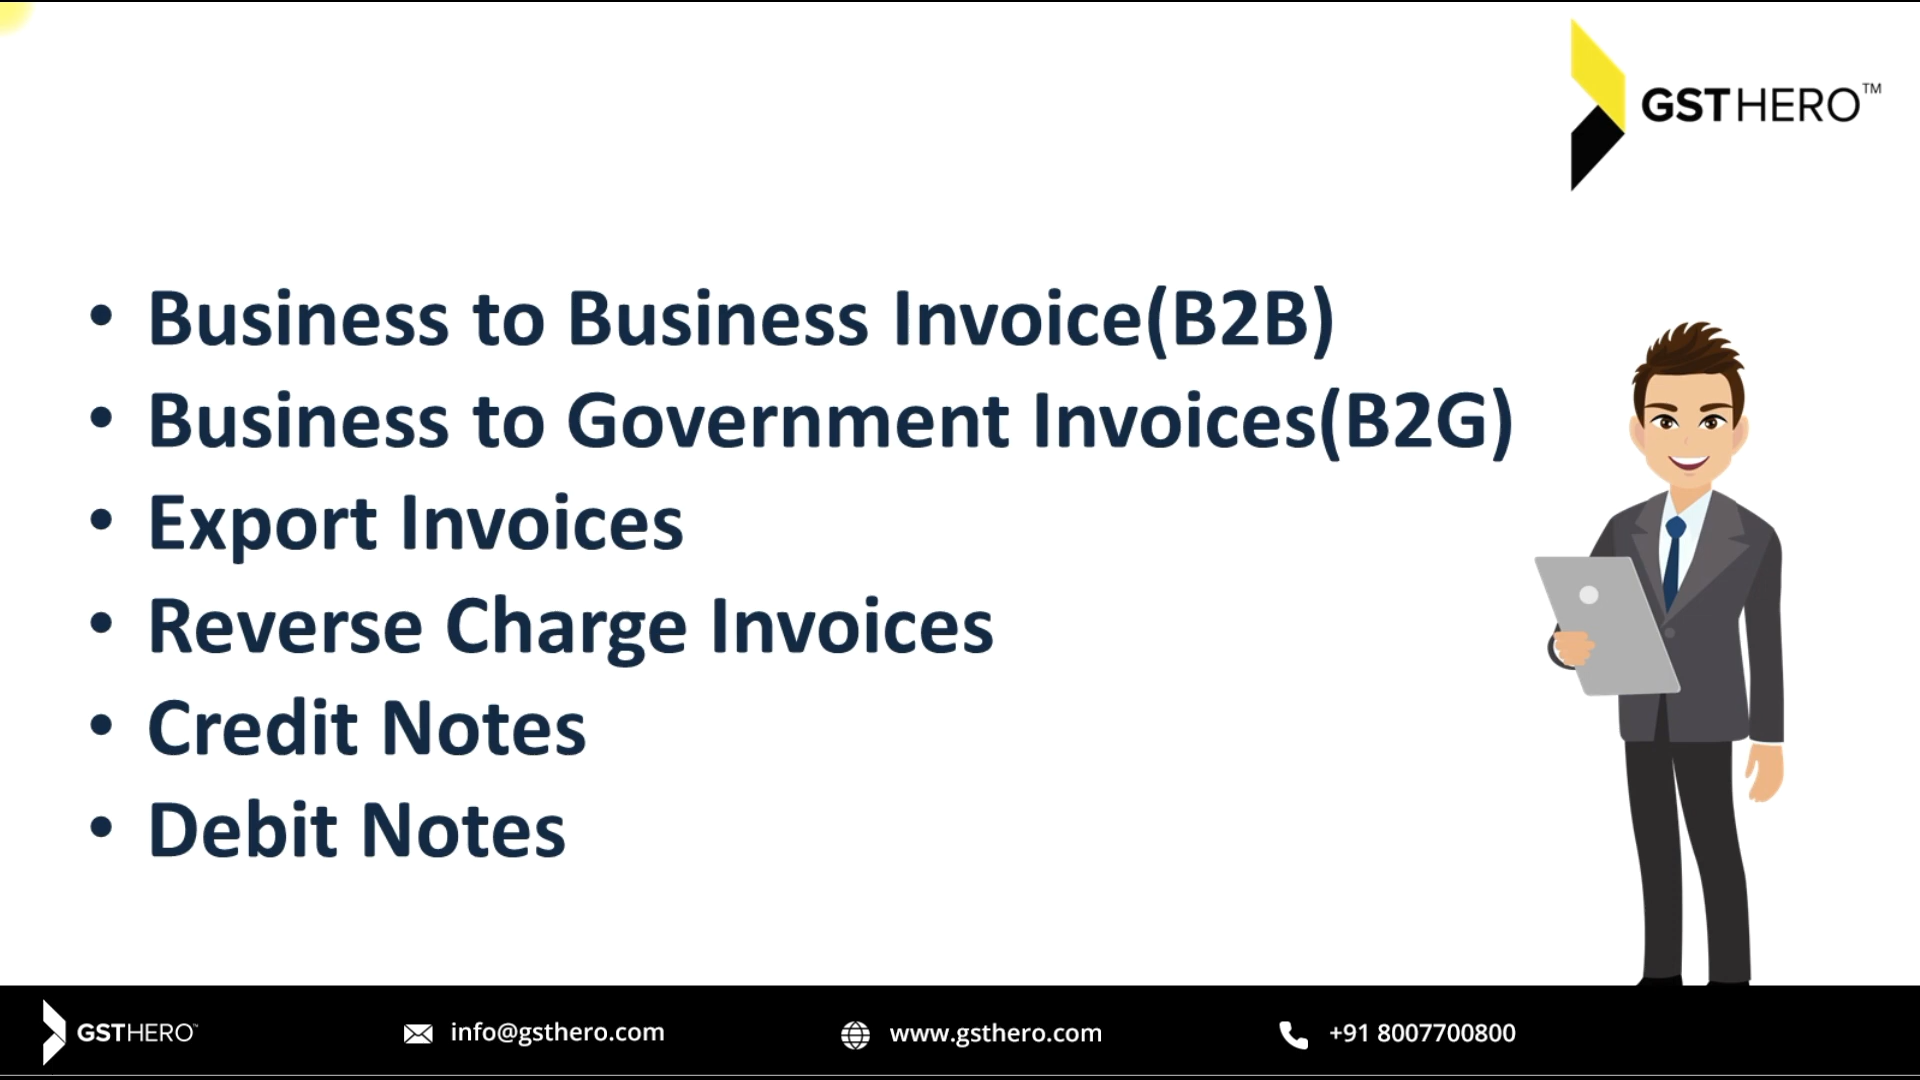 GSTHERO™
• Business to Business Invoice(B2B)
• Business to Government Invoices(B2G)
• Export Invoices
• Reverse Charge Invoices
• Credit Notes
• Debit Notes
GSTHERO™
info@gsthero.com
www.gsthero.com
+91 8007700800